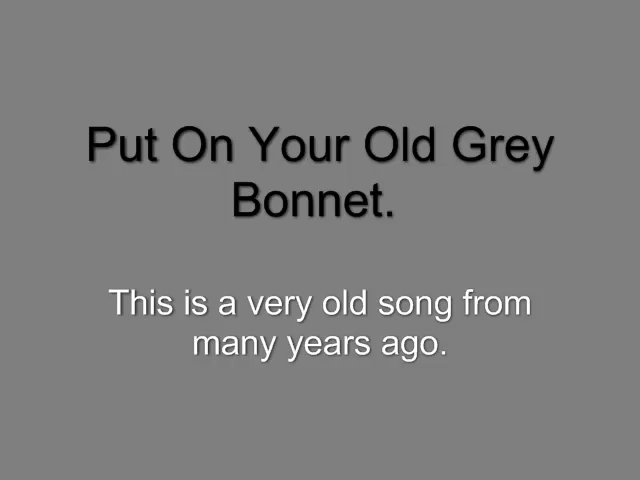 Put On Your Old Grey
Bonnet.
This is a very old song from
many years ago.